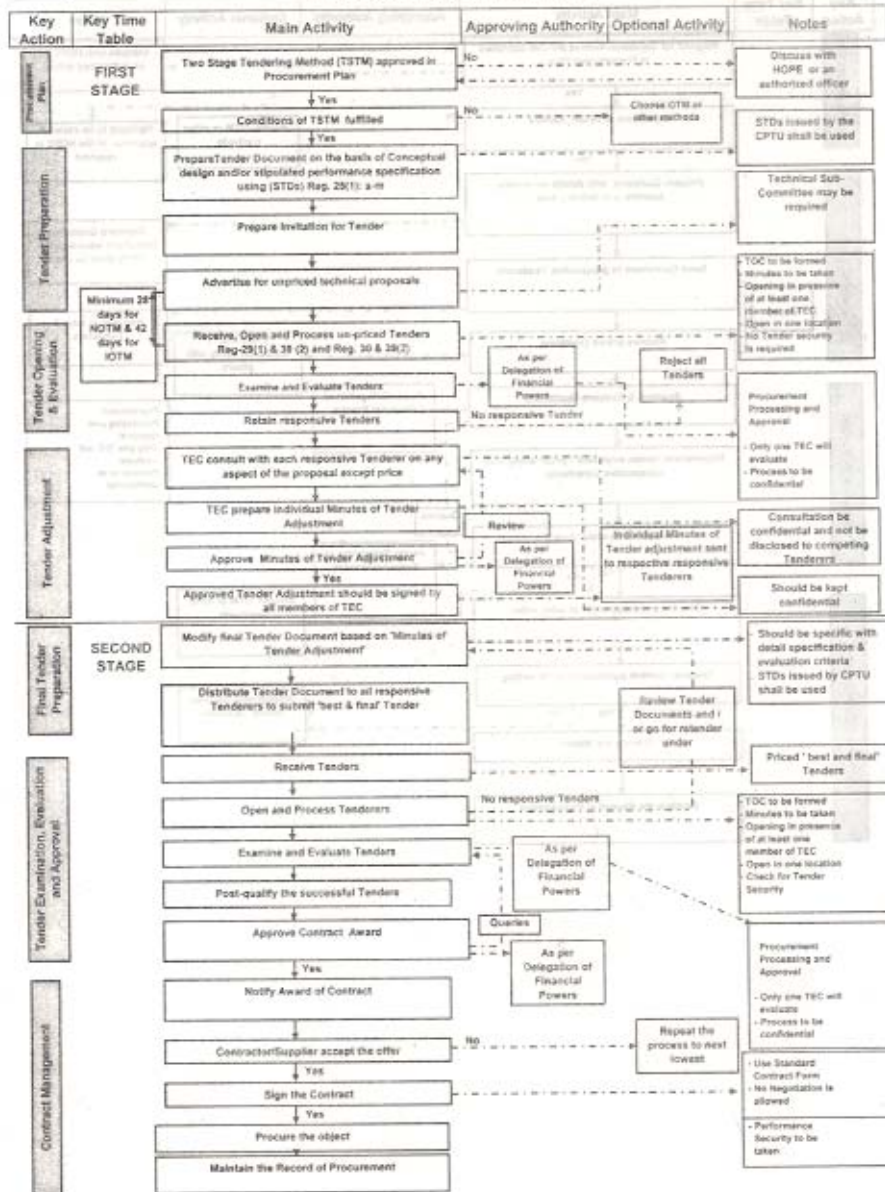 Key Action
Key Time Table
Main Activity
Approving Authority
Optional Activity
Notes
Procurement Plan
FIRST STAGE
Two Stage Tendering Method (TSTM) approved in
Procurement Plan
No
Discuss with
HOPE or an
authorized officer
Yes
Conditions of TSTM fulfilled
No
Choose OTM or
other methods
STDs issued by the
CPTU shall be used
Yes
Tender Preparation
PrepareTender Document on the basis of Conceptual
design and/or stipulated performance specification
using (STDs) Reg. 28(1): a-m
Technical Sub-
Committee may be
required
Prepare Invitation for Tender
Advertise for unpriced technical proposals
Minimum 28
days for
NOTM & 42
days for
IOTM
- TOC to be formed
- Minutes to be taken
- Opening in presence
of at least one
member of TEC
- Open in one location
- No Tender security
is required
Tender Opening
& Evaluation
Receive, Open and Process un-priced Tenders
Reg-29(1) & 38 (2) and Reg. 30 & 39(2)
As per
Delegation of
Financial
Powers
Reject all
Tenders
Examine and Evaluate Tenders
Retain responsive Tenders
No responsive Tender
Procurement
Processing and
Approval
- Only one TEC will
evaluate
- Process to be
confidential
Tender Adjustment
TEC consult with each responsive Tenderer on any
aspect of the proposal except price
TEC prepare individual Minutes of Tender
Adjustment
Review
Individual Minutes of
Tender adjustment sent
to respective responsive
Tenderers
Consultation be
confidential and not be
disclosed to competing
Tenderers
Approve Minutes of Tender Adjustment
As per
Delegation of
Financial
Powers
Yes
Approved Tender Adjustment should be signed by
all members of TEC
Should be kept
confidential
Final Tender
Preparation
SECOND STAGE
Modify final Tender Document based on 'Minutes
of Tender Adjustment'
- Should be specific with
detail specification &
evaluation criteria
STDs issued by CPTU
shall be used
Distribute Tender Document to all responsive
Tenderers to submit 'best & final' Tender
Review Tender
Documents and /
or go for retender
under
Tender Examination, Evaluation
and Approval
Receive Tenders
Priced ' best and final'
Tenders
Open and Process Tenderers
No responsive Tenders
- TOC to be formed
- Minutes to be taken
- Opening in presence
of at least one
member of TEC
- Open in one location
- Check for Tender
Security
Examine and Evaluate Tenders
As per
Delegation of
Financial
Powers
Post-qualify the successful Tenders
Queries
Approve Contract Award
As per
Delegation of
Financial
Powers
Procurement
Processing and
Approval
- Only one TEC will
evaluate
- Process to be
confidential
Yes
Contract Management
Notify Award of Contract
Contractor/Supplier accept the offer
No
Repeat the
process to next
lowest
Yes
Sign the Contract
- Use Standard
Contract Form
- No Negotiation is
allowed
Yes
Procure the object
- Performance
Security to be
taken
Maintain the Record of Procurement